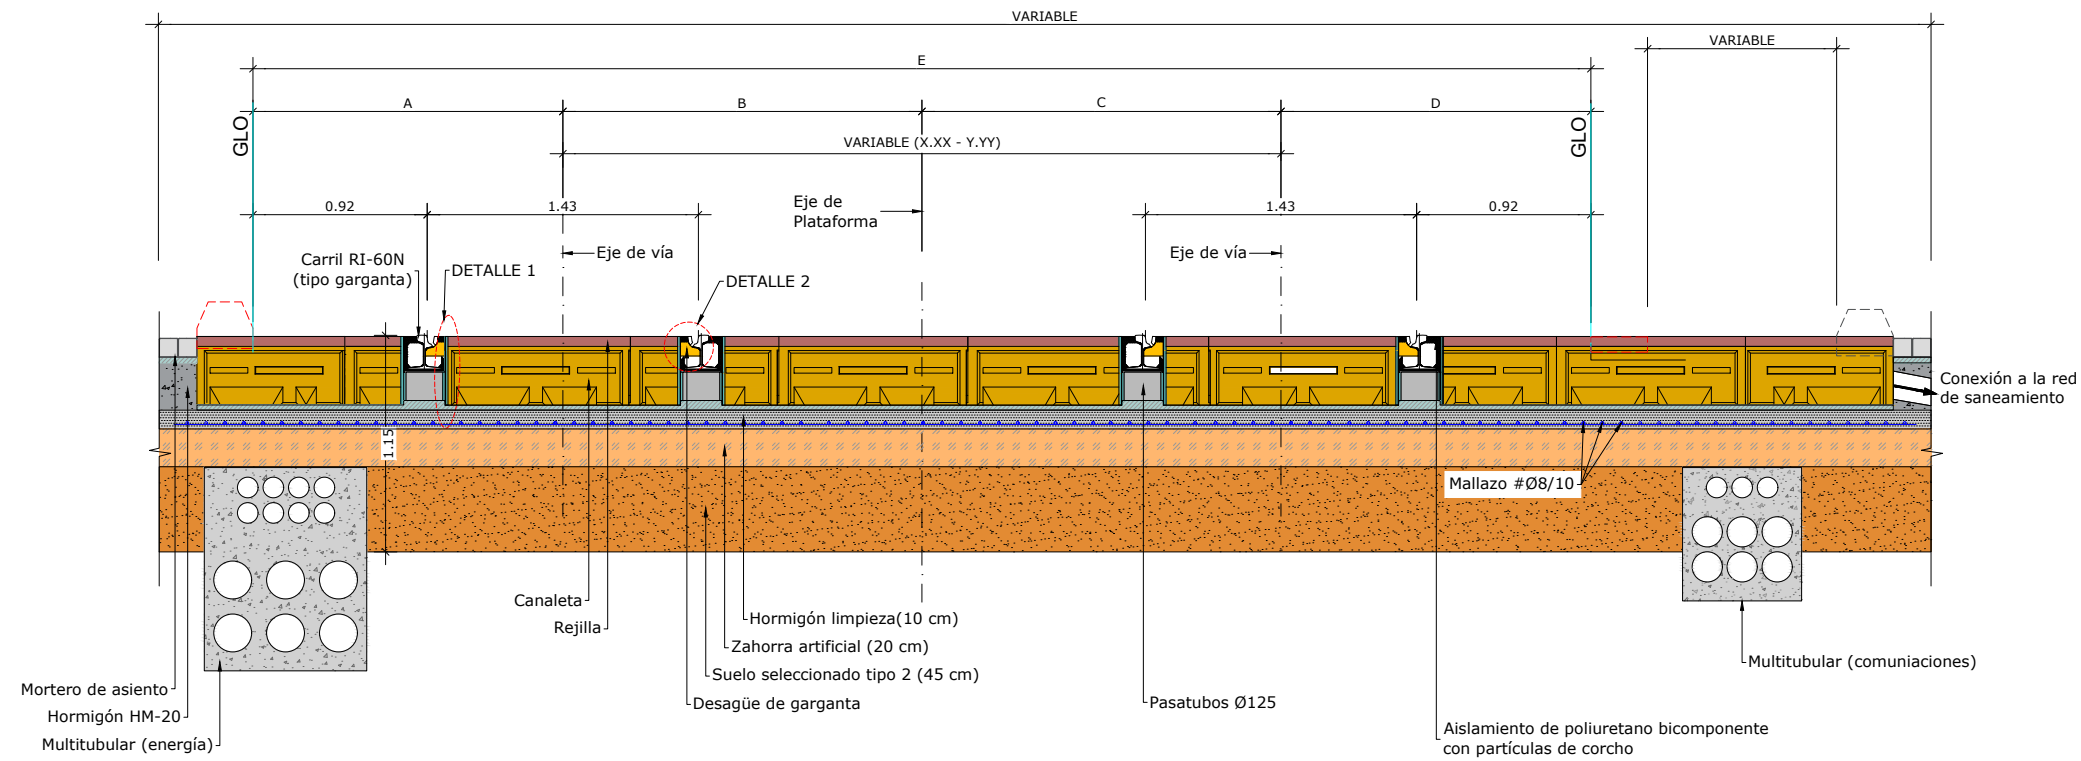 VARIABLE
VARIABLE
E
A
B
C
D
GLO
GLO
VARIABLE (X.XX - Y.YY)
0.92
1.43
Eje de
Plataforma
1.43
0.92
Carril RI-60N
(tipo garganta)
DETALLE 1
Eje de vía
DETALLE 2
Eje de vía
Conexión a la red
de saneamiento
1.15
Mallazo #Ø8/10
Canaleta
Rejilla
Hormigón limpieza(10 cm)
Zahorra artificial (20 cm)
Suelo seleccionado tipo 2 (45 cm)
Desagüe de garganta
Pasatubos Ø125
Multitubular (comuniaciones)
Mortero de asiento
Hormigón HM-20
Multitubular (energía)
Aislamiento de poliuretano bicomponente
con partículas de corcho